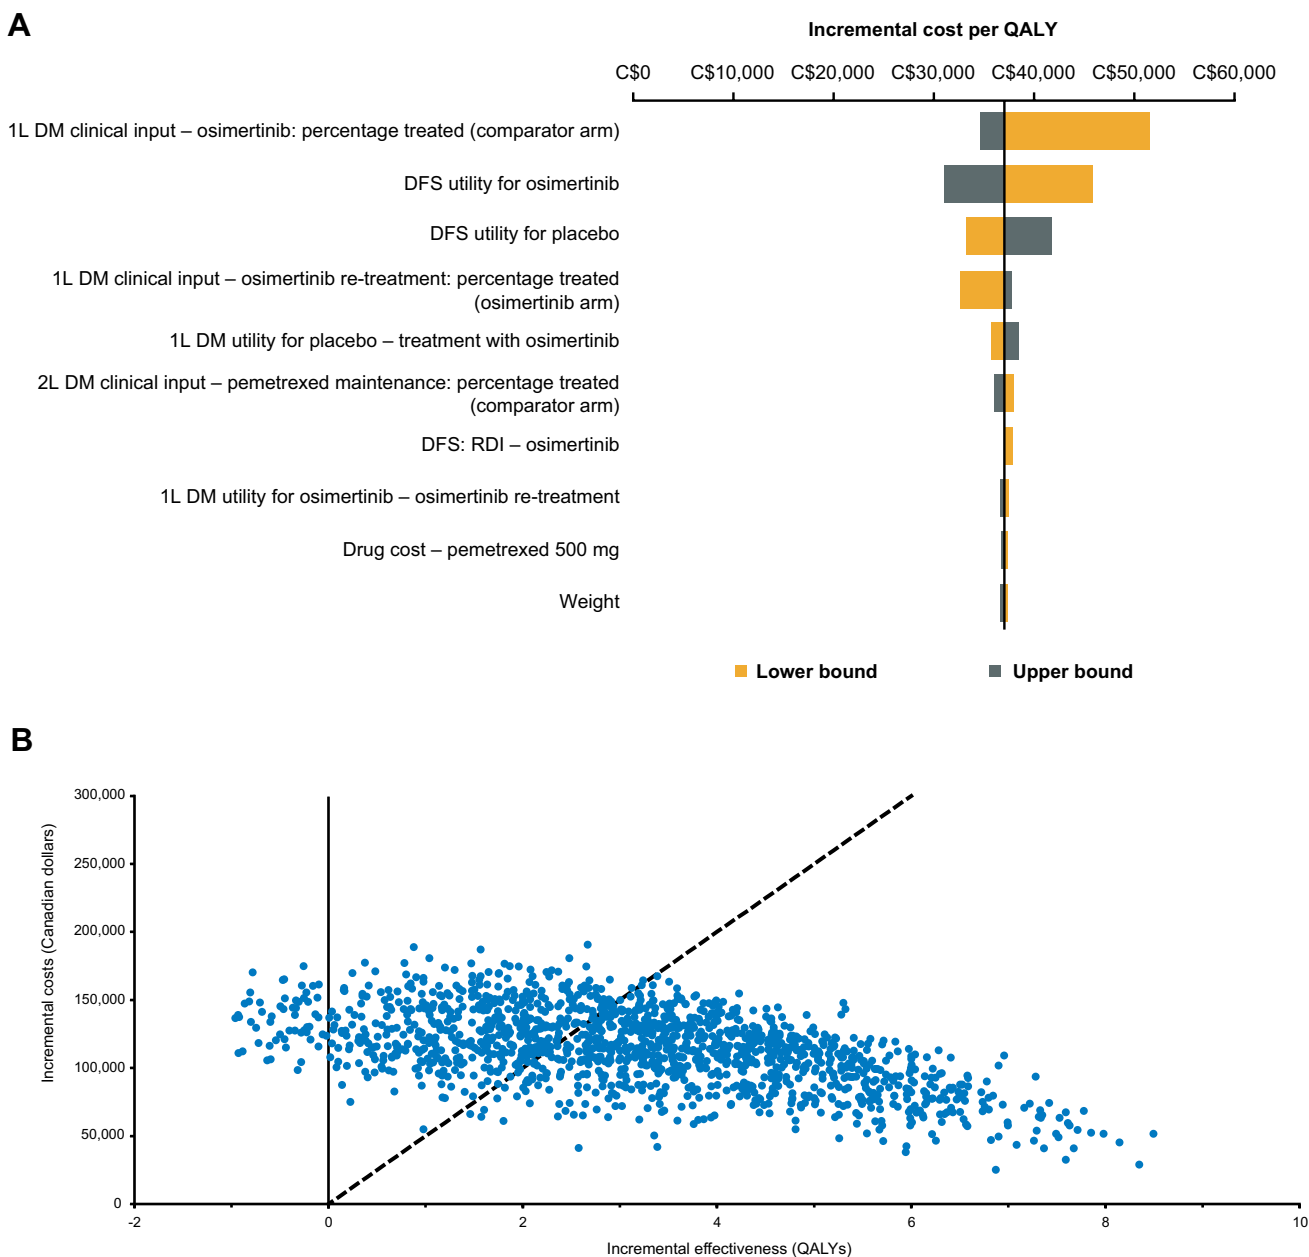 A
Incremental cost per QALY
C$0 C$10,000 C$20,000 C$30,000 C$40,000 C$50,000 C$60,000
1L DM clinical input – osimertinib: percentage treated (comparator arm)
DFS utility for osimertinib
DFS utility for placebo
1L DM clinical input – osimertinib re-treatment: percentage treated
(osimertinib arm)
1L DM utility for placebo – treatment with osimertinib
2L DM clinical input – pemetrexed maintenance: percentage treated
(comparator arm)
DFS: RDI – osimertinib
1L DM utility for osimertinib – osimertinib re-treatment
Drug cost – pemetrexed 500 mg
Weight
Lower bound Upper bound
B
Incremental costs (Canadian dollars)
300,000
250,000
200,000
150,000
100,000
50,000
0
-2 0 2 4 6 8 10
Incremental effectiveness (QALYs)